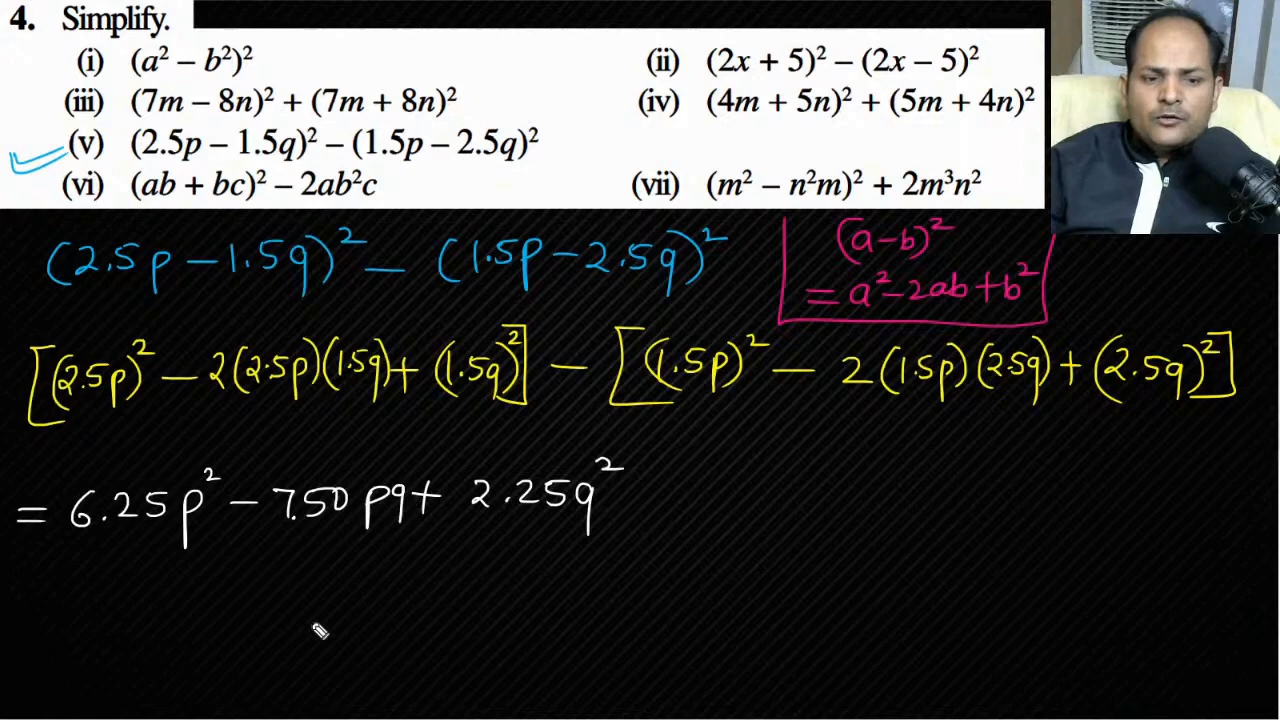 4. Simplify.
(i) (a² – b²)² (ii) (2x + 5)² – (2x – 5)²
(iii) (7m – 8n)² + (7m + 8n)² (iv) (4m + 5n)² + (5m + 4n)²
(v) (2.5p – 1.5q)² – (1.5p – 2.5q)²
(vi) (ab + bc)² – 2ab²c (vii) (m² – n²m)² + 2m³n²
(2.5p – 1.5q)² – (1.5p – 2.5q)²
(a–b)²
= a²–2ab+b²
[(2.5p)² – 2(2.5p)(1.5q)+ (1.5q)²] – [(1.5p)² – 2(1.5p)(2.5q)+(2.5q)²]
= 6.25p² – 7.50pq+ 2.25q²